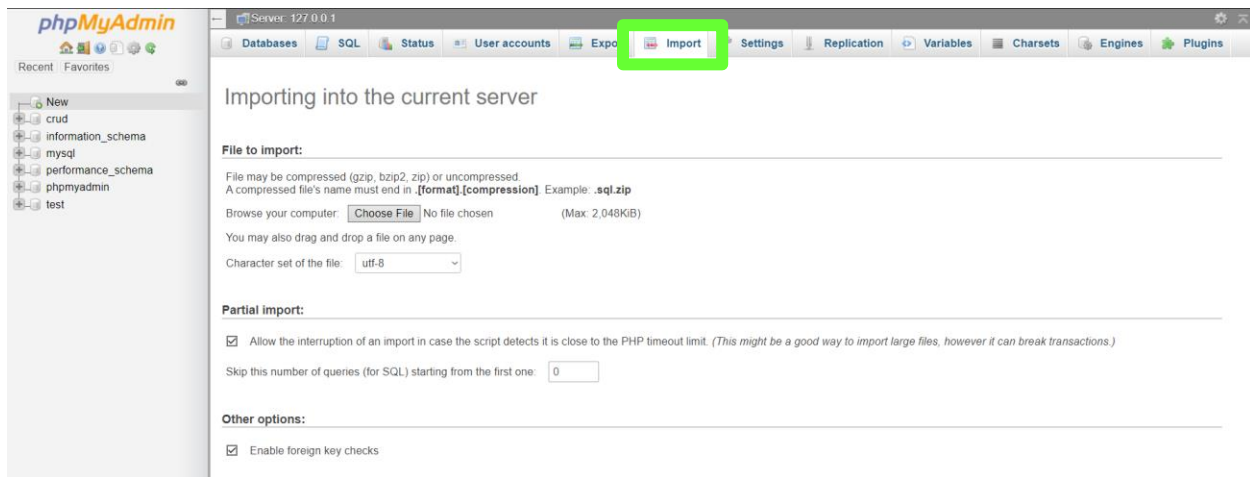 phpMyAdmin
Recent Favorites
New
crud
information_schema
mysql
performance_schema
phpmyadmin
test
Server: 127.0.0.1
Databases SQL Status User accounts Expo Import Settings Replication Variables Charsets Engines Plugins
Importing into the current server
File to import:
File may be compressed (gzip, bzip2, zip) or uncompressed.
A compressed file's name must end in .[format].[compression]. Example: .sql.zip
Browse your computer: Choose File No file chosen (Max: 2,048KiB)
You may also drag and drop a file on any page.
Character set of the file: utf-8
Partial import:
Allow the interruption of an import in case the script detects it is close to the PHP timeout limit. (This might be a good way to import large files, however it can break transactions.)
Skip this number of queries (for SQL) starting from the first one: 0
Other options:
Enable foreign key checks